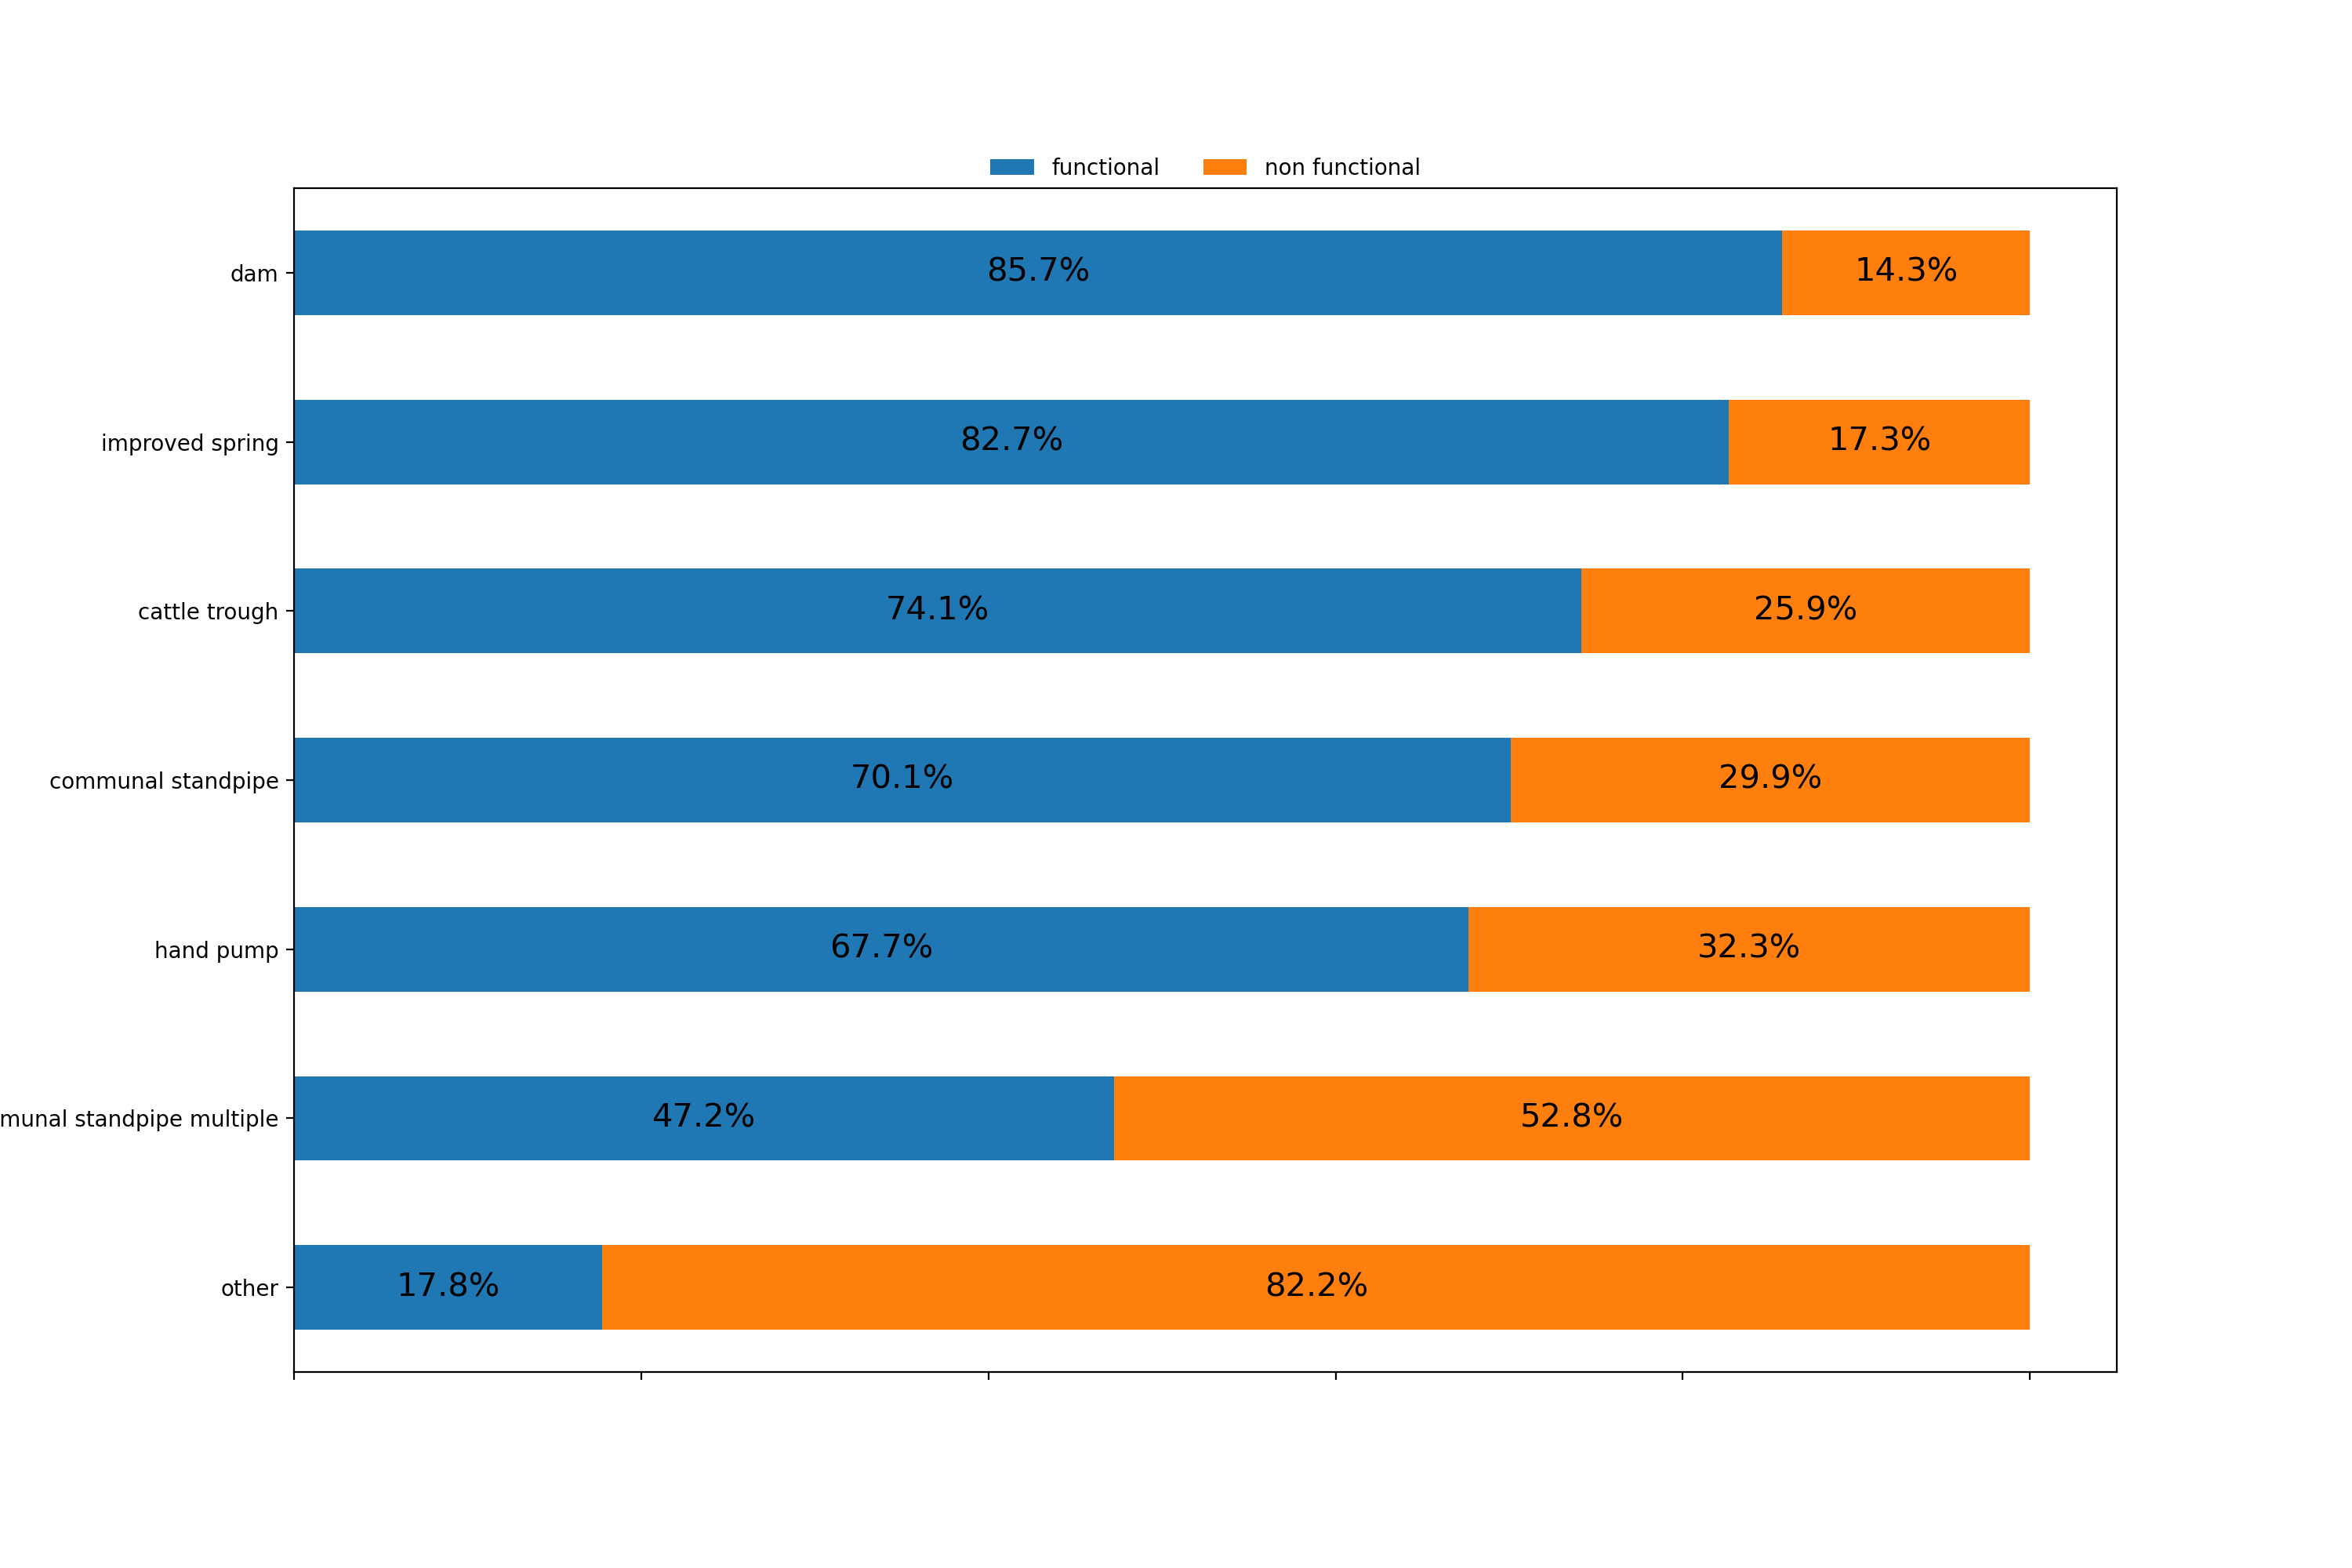 functional non functional
dam 85.7% 14.3%
improved spring 82.7% 17.3%
cattle trough 74.1% 25.9%
communal standpipe 70.1% 29.9%
hand pump 67.7% 32.3%
munal standpipe multiple 47.2% 52.8%
other 17.8% 82.2%